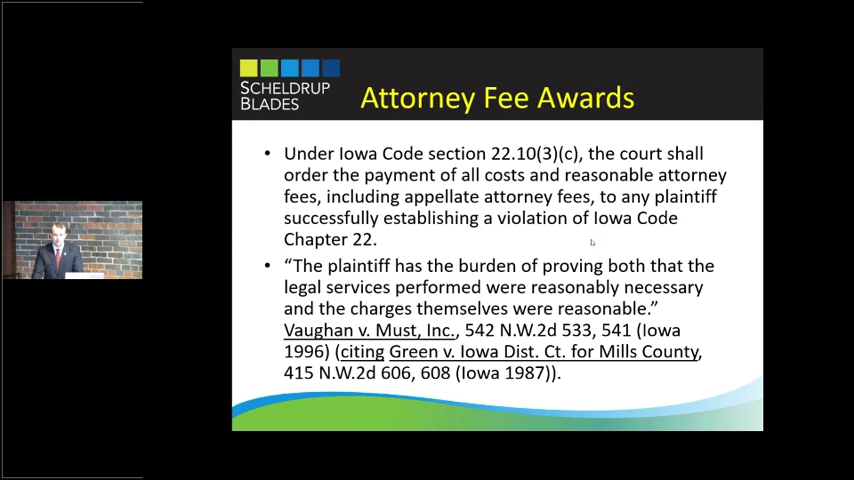 SCHELDRUP
BLADES
Attorney Fee Awards
• Under Iowa Code section 22.10(3)(c), the court shall
order the payment of all costs and reasonable attorney
fees, including appellate attorney fees, to any plaintiff
successfully establishing a violation of Iowa Code
Chapter 22.
• “The plaintiff has the burden of proving both that the
legal services performed were reasonably necessary
and the charges themselves were reasonable.”
Vaughan v. Must, Inc., 542 N.W.2d 533, 541 (Iowa
1996) (citing Green v. Iowa Dist. Ct. for Mills County,
415 N.W.2d 606, 608 (Iowa 1987)).